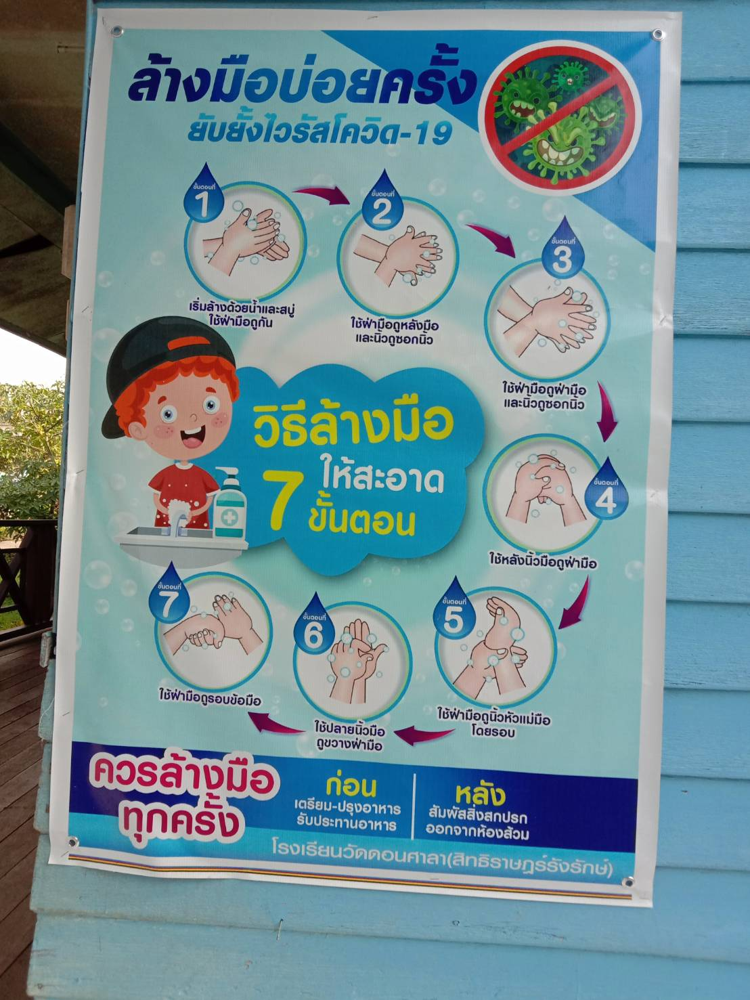 ล้างมือบ่อยครั้ง
ยับยั้งไวรัสโควิด-19
ขั้นตอนที่
1
เริ่มล้างด้วยน้ำและสบู่
ใช้ฝ่ามือถูกัน
ขั้นตอนที่
2
ใช้ฝ่ามือถูหลังมือ
และนิ้วถูซอกนิ้ว
ขั้นตอนที่
3
ใช้ฝ่ามือถูฝ่ามือ
และนิ้วถูซอกนิ้ว
วิธีล้างมือ
ให้สะอาด
7 ขั้นตอน
ขั้นตอนที่
4
ใช้หลังนิ้วมือถูฝ่ามือ
ขั้นตอนที่
5
ใช้ฝ่ามือถูนิ้วหัวแม่มือ
โดยรอบ
ขั้นตอนที่
6
ใช้ปลายนิ้วมือ
ถูขวางฝ่ามือ
ขั้นตอนที่
7
ใช้ฝ่ามือถูรอบข้อมือ
ควรล้างมือ
ทุกครั้ง
ก่อน
เตรียม-ปรุงอาหาร
รับประทานอาหาร
หลัง
สัมผัสสิ่งสกปรก
ออกจากห้องส้วม
โรงเรียนวัดดอนศาลา(สิทธิราษฎร์รังรักษ์)